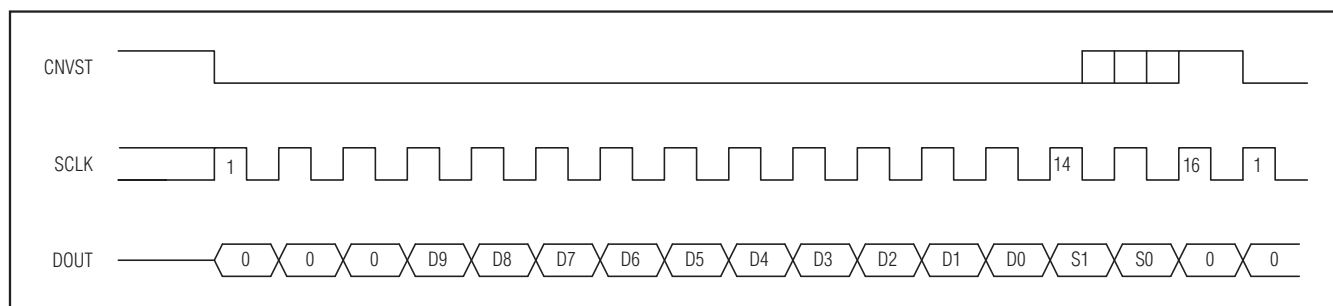 CNVST
SCLK 1 14 16 1
DOUT 0 0 0 D9 D8 D7 D6 D5 D4 D3 D2 D1 D0 S1 S0 0 0